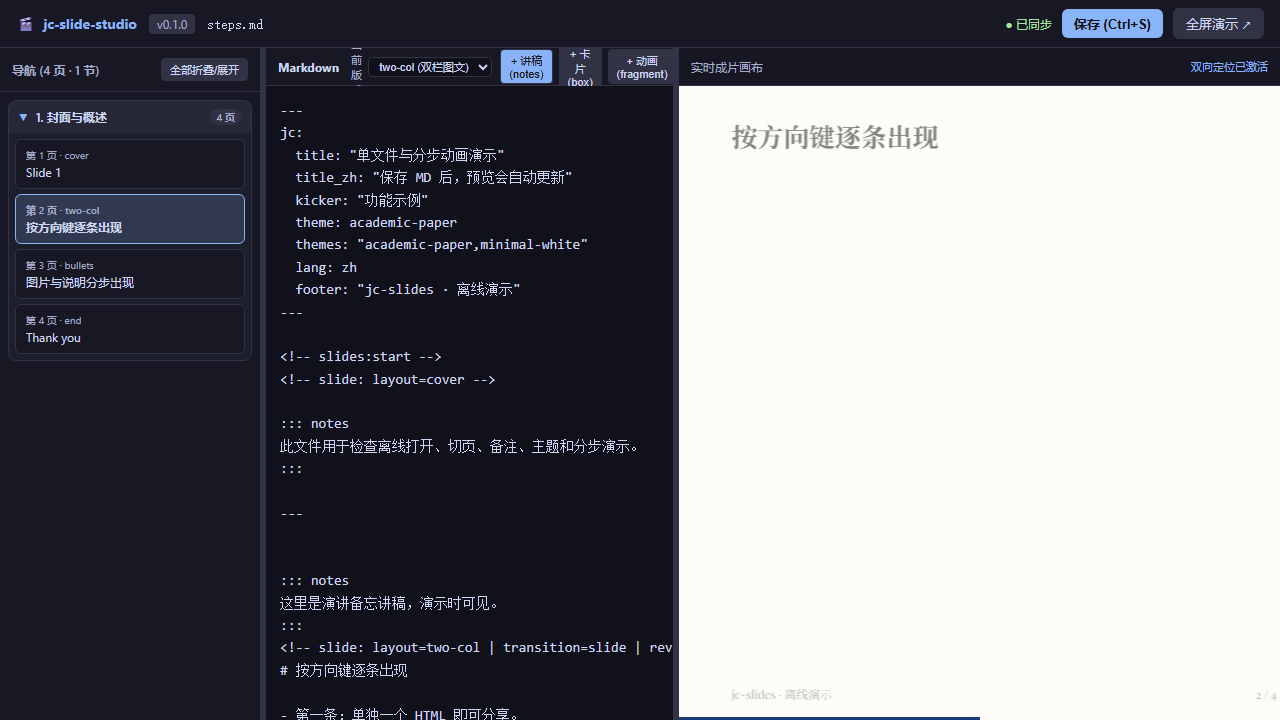 jc-slide-studio v0.1.0 steps.md
● 已同步 保存 (Ctrl+S) 全屏演示 ↗
导航 (4 页 · 1 节) 全部折叠/展开
▼ 1. 封面与概述 4 页
第 1 页 · cover
Slide 1
第 2 页 · two-col
按方向键逐条出现
第 3 页 · bullets
图片与说明分步出现
第 4 页 · end
Thank you
Markdown
前
版
two-col (双栏图文)
+ 讲稿
(notes)
+ 卡
片
(box)
+ 动画
(fragment)
---
jc:
  title: "单文件与分步动画演示"
  title_zh: "保存 MD 后，预览会自动更新"
  kicker: "功能示例"
  theme: academic-paper
  themes: "academic-paper,minimal-white"
  lang: zh
  footer: "jc-slides · 离线演示"
---
<!-- slides:start -->
<!-- slide: layout=cover -->
::: notes
此文件用于检查离线打开、切页、备注、主题和分步演示。
:::
---
::: notes
这里是演讲备忘讲稿，演示时可见。
:::
<!-- slide: layout=two-col | transition=slide | rev
# 按方向键逐条出现
- 第一条：单独一个 HTML 即可分享。
实时成片画布 双向定位已激活
按方向键逐条出现
jc-slides · 离线演示 2 / 4